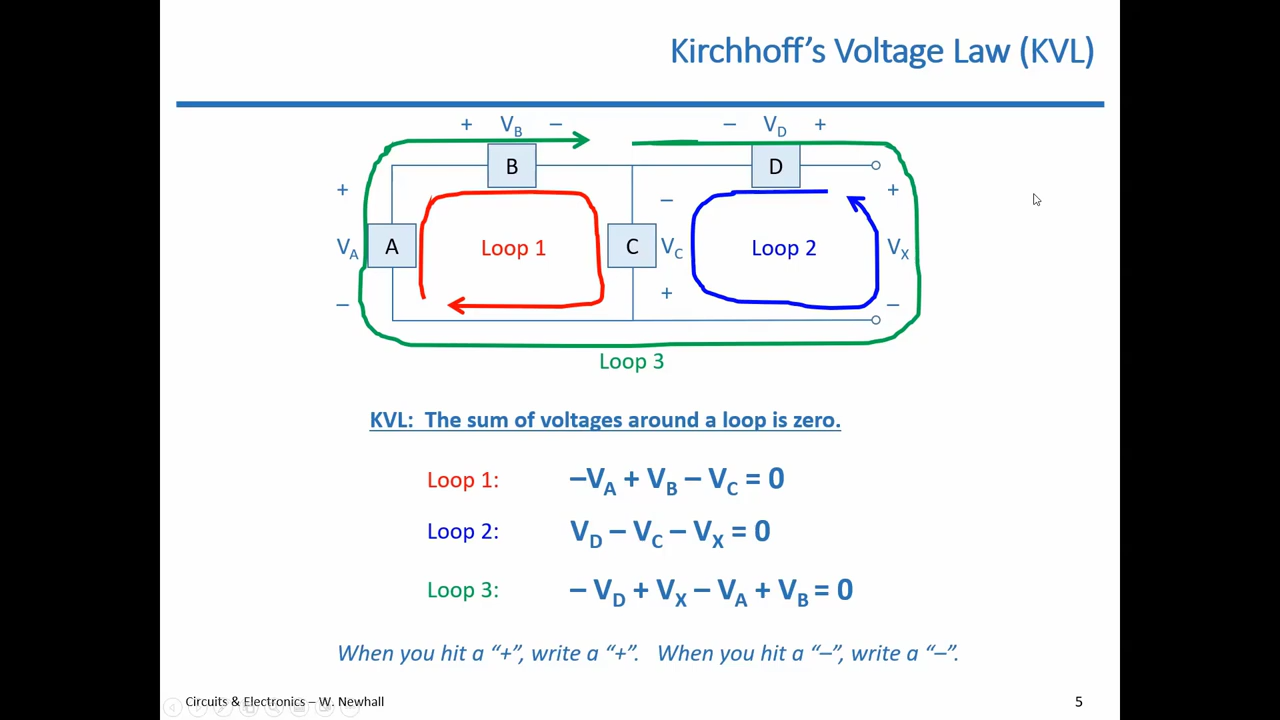 Kirchhoff’s Voltage Law (KVL)
+ V_B – – V_D +
B D
+ – +
V_A A Loop 1 C V_C Loop 2 V_X
– + –
Loop 3
KVL: The sum of voltages around a loop is zero.
Loop 1: –V_A + V_B – V_C = 0
Loop 2: V_D – V_C – V_X = 0
Loop 3: – V_D + V_X – V_A + V_B = 0
When you hit a “+”, write a “+”. When you hit a “–”, write a “–”.
Circuits & Electronics – W. Newhall 5